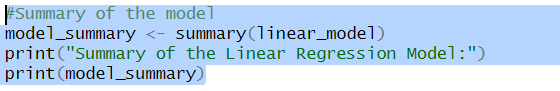 #Summary of the model
model_summary <- summary(linear_model)
print("Summary of the Linear Regression Model:")
print(model_summary)